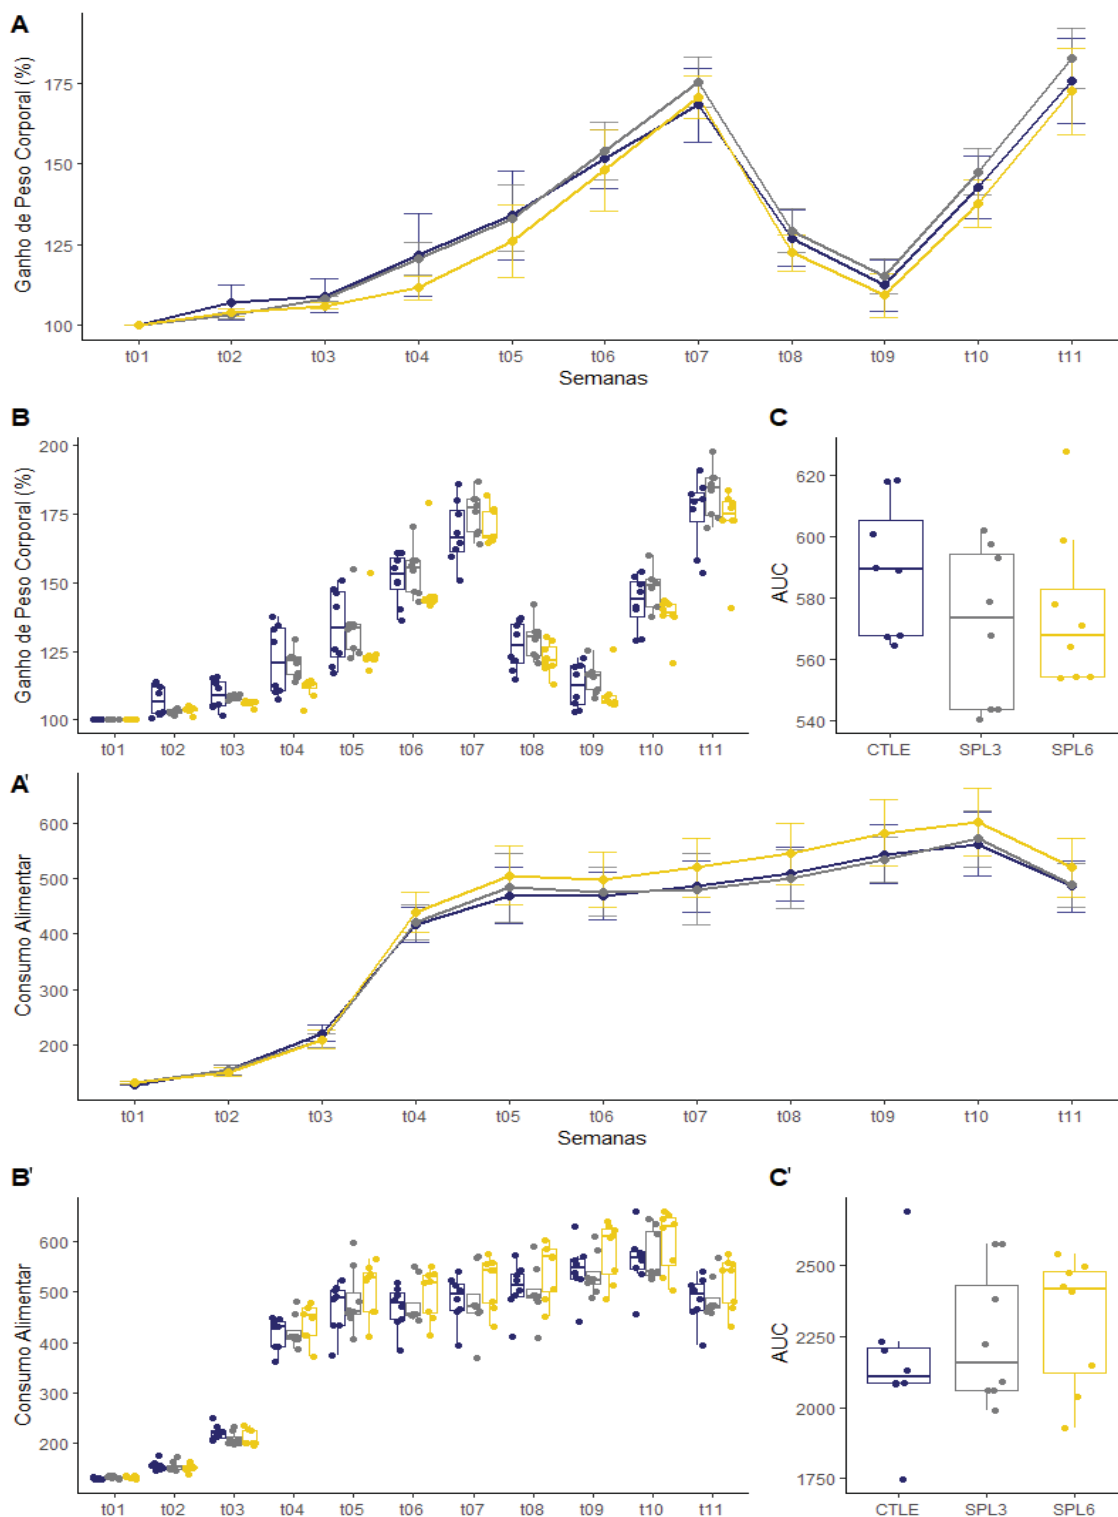 A
Ganho de Peso Corporal (%)
175
150
125
100
t01 t02 t03 t04 t05 t06 t07 t08 t09 t10 t11
Semanas
B
Ganho de Peso Corporal (%)
200
175
150
125
100
t01 t02 t03 t04 t05 t06 t07 t08 t09 t10 t11
C
AUC
620
600
580
560
540
CTLE SPL3 SPL6
A'
Consumo Alimentar
600
500
400
300
200
t01 t02 t03 t04 t05 t06 t07 t08 t09 t10 t11
Semanas
B'
Consumo Alimentar
600
500
400
300
200
t01 t02 t03 t04 t05 t06 t07 t08 t09 t10 t11
C'
AUC
2500
2250
2000
1750
CTLE SPL3 SPL6